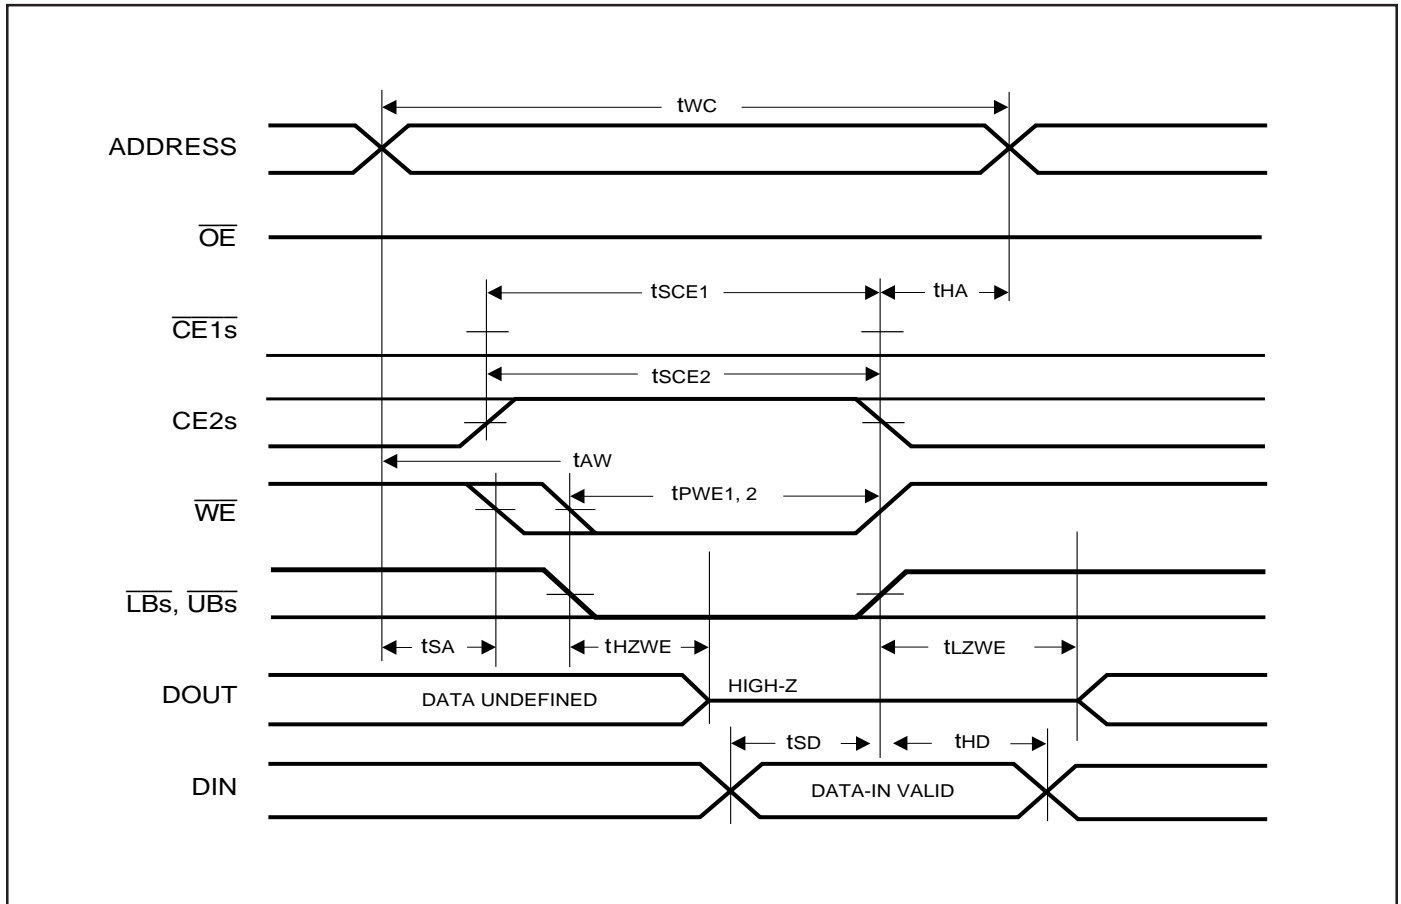 tWC
ADDRESS
OE
tSCE1
tHA
CE1s
tSCE2
CE2s
tAW
tPWE1, 2
WE
LBs, UBs
tSA
tHZWE
tLZWE
DOUT
DATA UNDEFINED
HIGH-Z
tSD
tHD
DIN
DATA-IN VALID